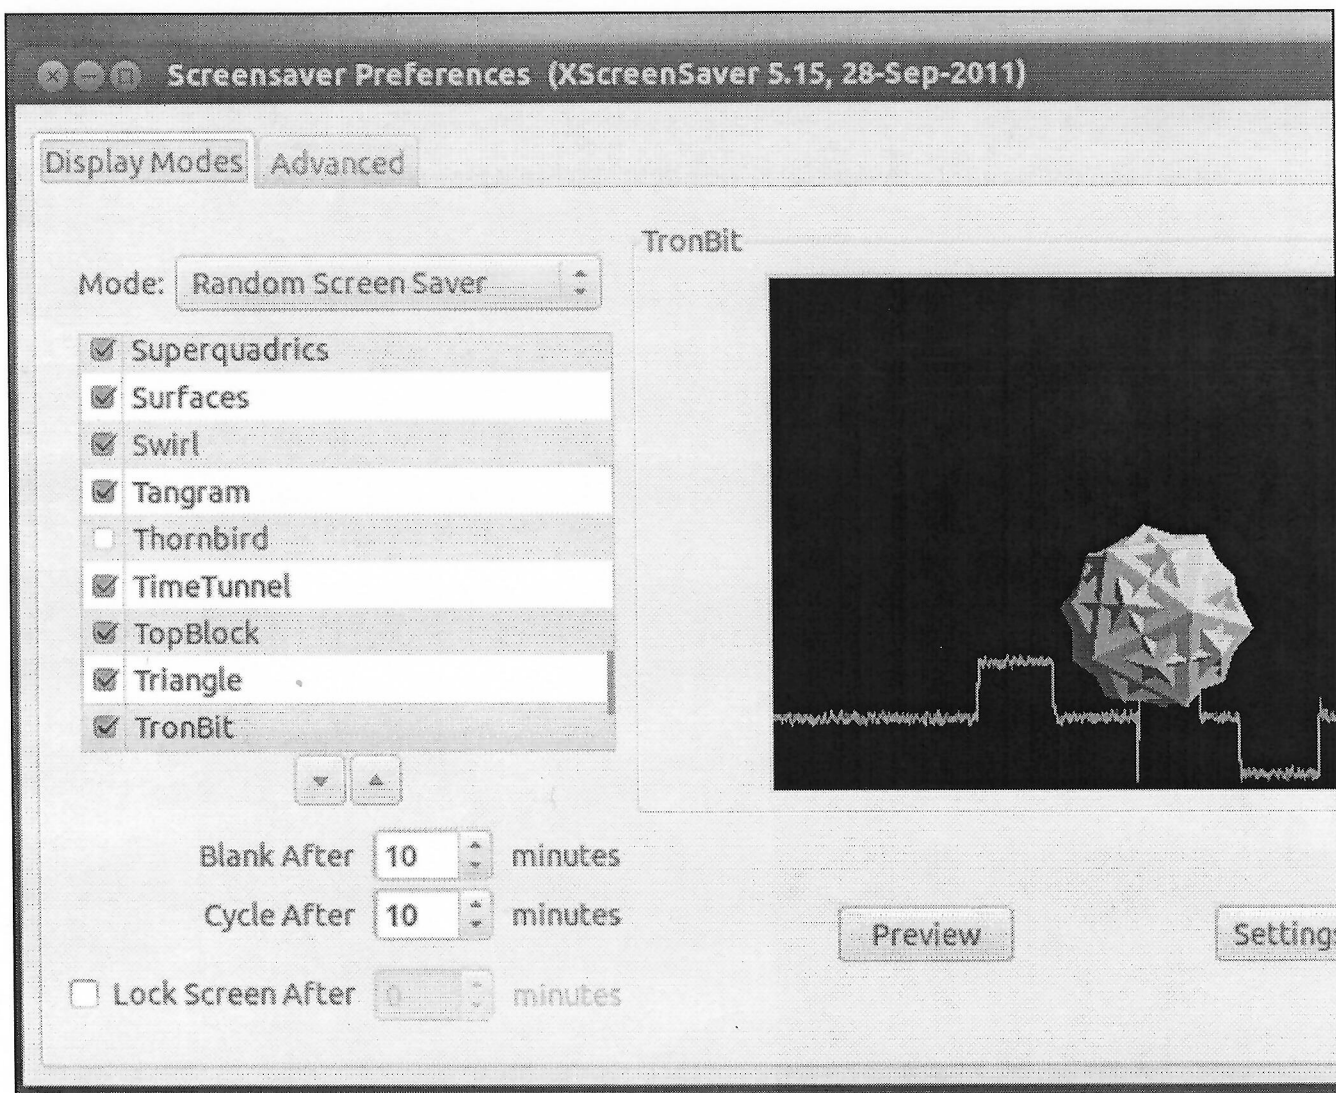 Screensaver Preferences (XScreenSaver 5.15, 28-Sep-2011)
Display Modes Advanced
TronBit
Mode: Random Screen Saver
Superquadrics
Surfaces
Swirl
Tangram
Thornbird
TimeTunnel
TopBlock
Triangle
TronBit
Blank After 10 minutes
Cycle After 10 minutes
Preview Settings
Lock Screen After 0 minutes